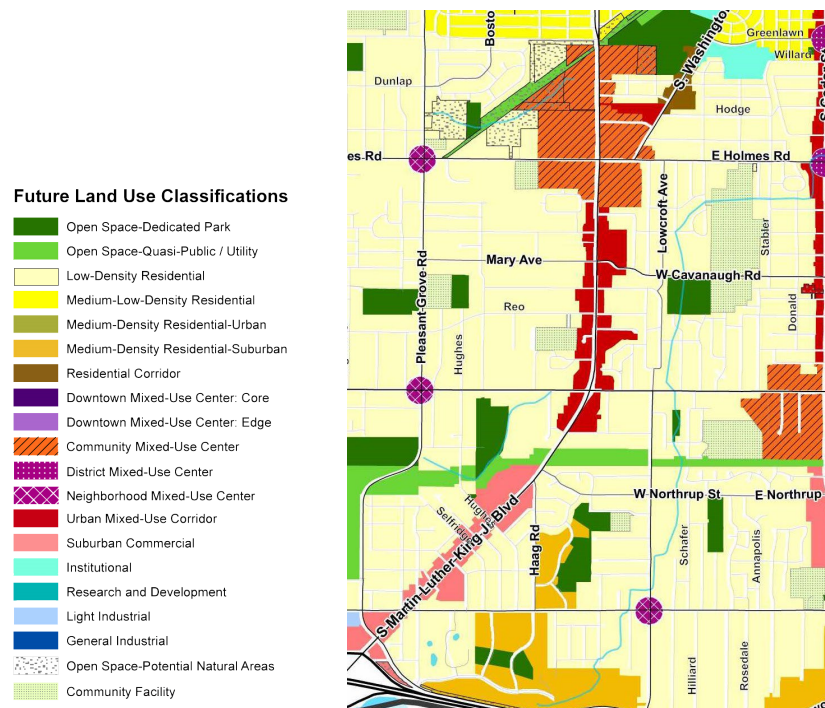 Future Land Use Classifications
Open Space-Dedicated Park
Open Space-Quasi-Public / Utility
Low-Density Residential
Medium-Low-Density Residential
Medium-Density Residential-Urban
Medium-Density Residential-Suburban
Residential Corridor
Downtown Mixed-Use Center: Core
Downtown Mixed-Use Center: Edge
Community Mixed-Use Center
District Mixed-Use Center
Neighborhood Mixed-Use Center
Urban Mixed-Use Corridor
Suburban Commercial
Institutional
Research and Development
Light Industrial
General Industrial
Open Space-Potential Natural Areas
Community Facility
Bosto
S. Washington
Greenlawn
Willard
Dunlap
Hodge
es Rd
E Holmes Rd
Lowcroft Ave
Stabler
Mary Ave
W Cavanaugh Rd
Pleasant Grove Rd
Reo
Donald
Hughes
W Northrup St
E Northrup
Hughes
Selfridge
S Martin Luther King Jr Blvd
Haag Rd
Schafer
Annapolis
Hilliard
Rosedale